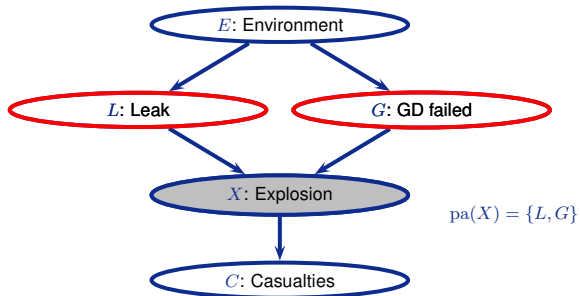 E: Environment
L: Leak
G: GD failed
X: Explosion
pa(X) = {L, G}
C: Casualties